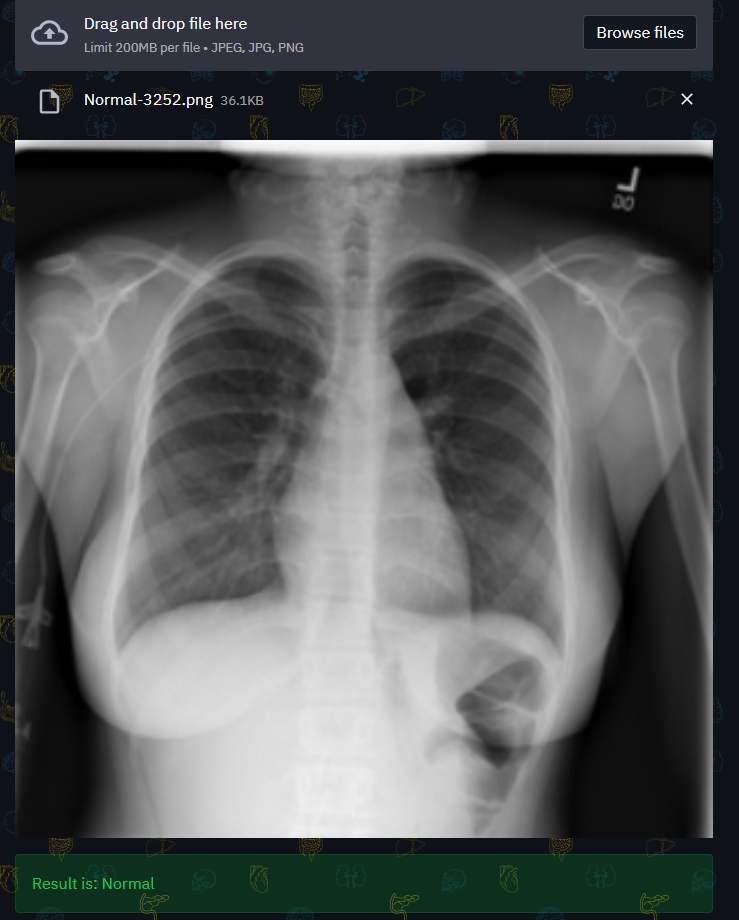 Drag and drop file here
Limit 200MB per file • JPEG, JPG, PNG
Browse files
Normal-3252.png 36.1KB
L
Result is: Normal